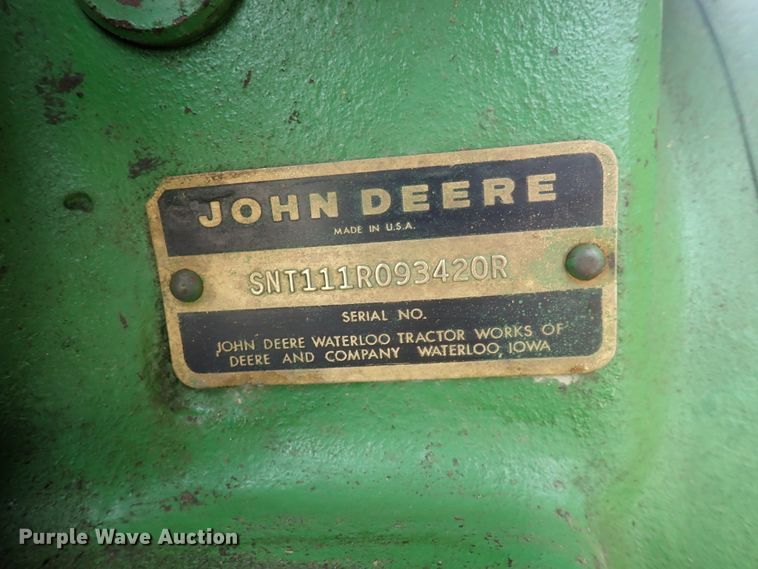 JOHN DEERE
MADE IN U.S.A.
SNT111R093420R
SERIAL NO.
JOHN DEERE WATERLOO TRACTOR WORKS OF
DEERE AND COMPANY WATERLOO, IOWA
Purple Wave Auction